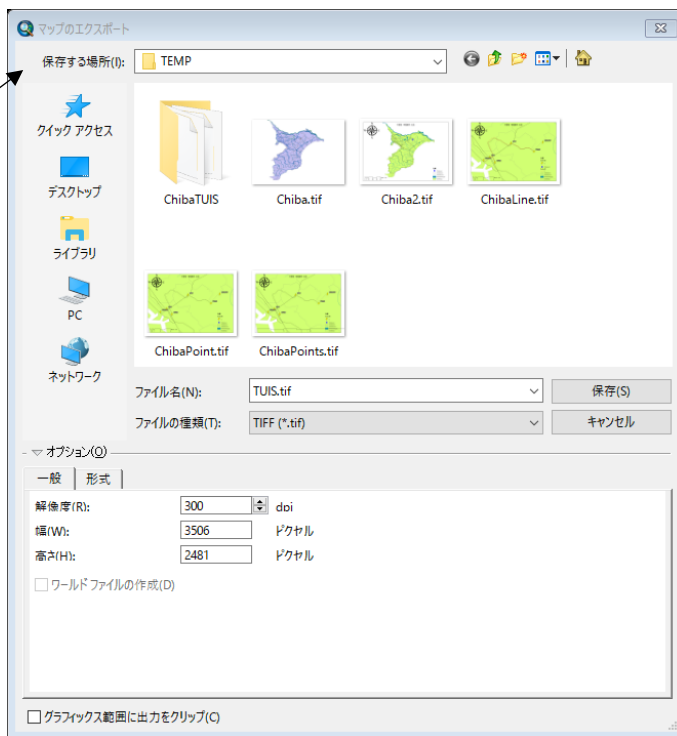 マップのエクスポート
保存する場所(I): TEMP
クイック アクセス
デスクトップ
ライブラリ
PC
ネットワーク
ChibaTUIS Chiba.tif Chiba2.tif ChibaLine.tif
ChibaPoint.tif ChibaPoints.tif
ファイル名(N): TUIS.tif 保存(S)
ファイルの種類(T): TIFF (*.tif) キャンセル
オプション(O)
一般 形式
解像度(R): 300 dpi
幅(W): 3506 ピクセル
高さ(H): 2481 ピクセル
ワールド ファイルの作成(D)
グラフィックス範囲に出力をクリップ(C)